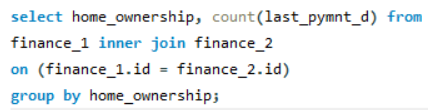 select home_ownership, count(last_pymnt_d) from
finance_1 inner join finance_2
on (finance_1.id = finance_2.id)
group by home_ownership;